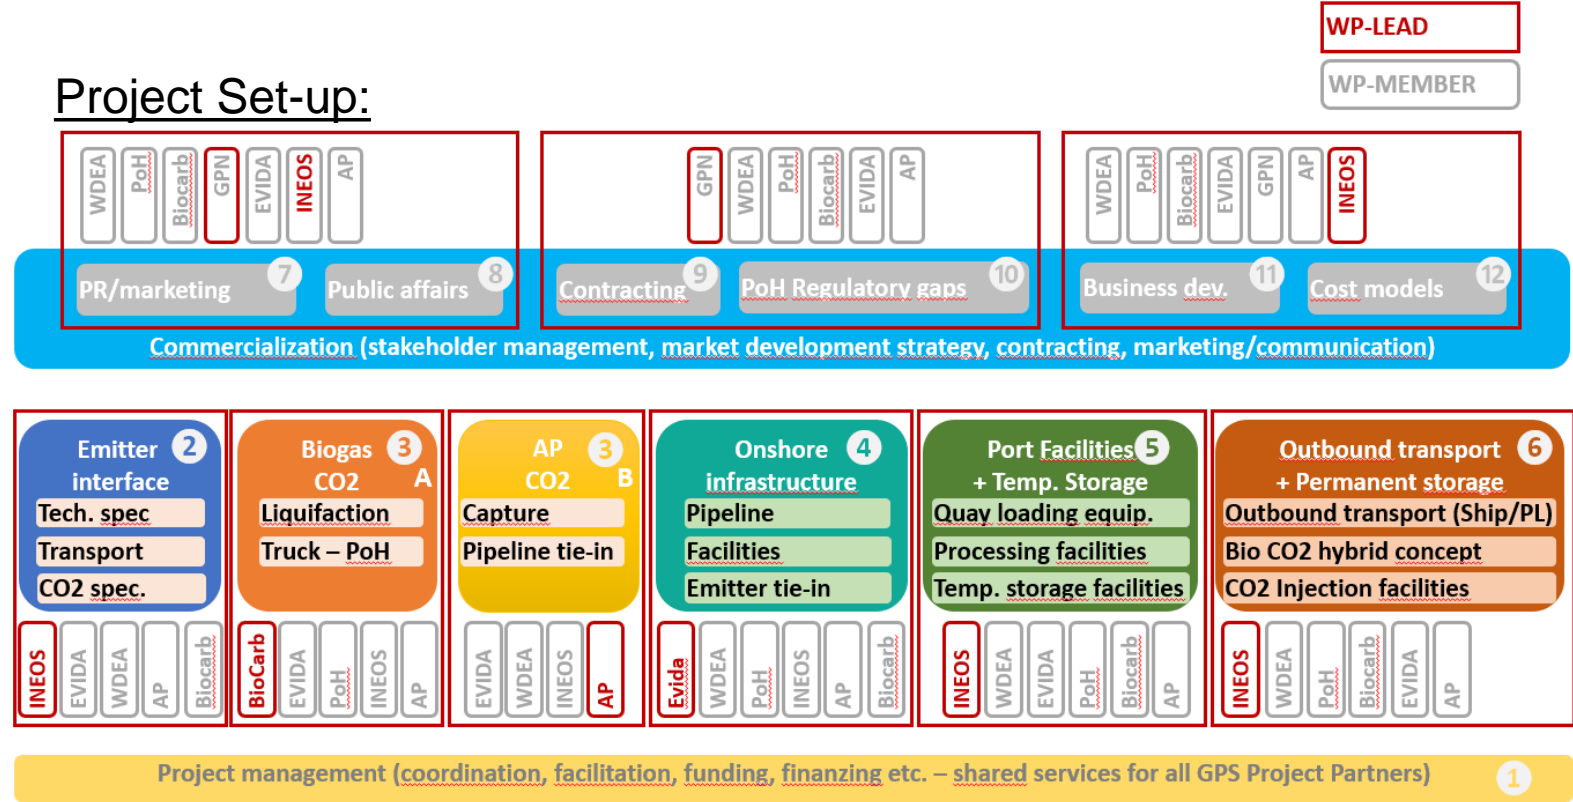 WP-LEAD
WP-MEMBER
Project Set-up:
WDEA
PoH
Biocarb
GPN
EVIDA
INEOS
AP
GPN
WDEA
PoH
Biocarb
EVIDA
AP
WDEA
PoH
Biocarb
EVIDA
GPN
AP
INEOS
PR/marketing
7
Public affairs
8
Contracting
9
PoH Regulatory gaps
10
Business dev.
11
Cost models
12
Commercialization (stakeholder management, market development strategy, contracting, marketing/communication)
Emitter
interface
2
Tech. spec
Transport
CO2 spec.
INEOS
EVIDA
WDEA
AP
Biocarb
Biogas
CO2
3
A
Liquifaction
Truck – PoH
BioCarb
EVIDA
PoH
INEOS
AP
AP
CO2
3
B
Capture
Pipeline tie-in
EVIDA
WDEA
INEOS
AP
Onshore
infrastructure
4
Pipeline
Facilities
Emitter tie-in
Evida
WDEA
PoH
INEOS
AP
Biocarb
Port Facilities
+ Temp. Storage
5
Quay loading equip.
Processing facilities
Temp. storage facilities
INEOS
WDEA
EVIDA
PoH
Biocarb
AP
Outbound transport
+ Permanent storage
6
Outbound transport (Ship/PL)
Bio CO2 hybrid concept
CO2 Injection facilities
INEOS
WDEA
PoH
Biocarb
EVIDA
AP
Project management (coordination, facilitation, funding, finanzing etc. – shared services for all GPS Project Partners)
1